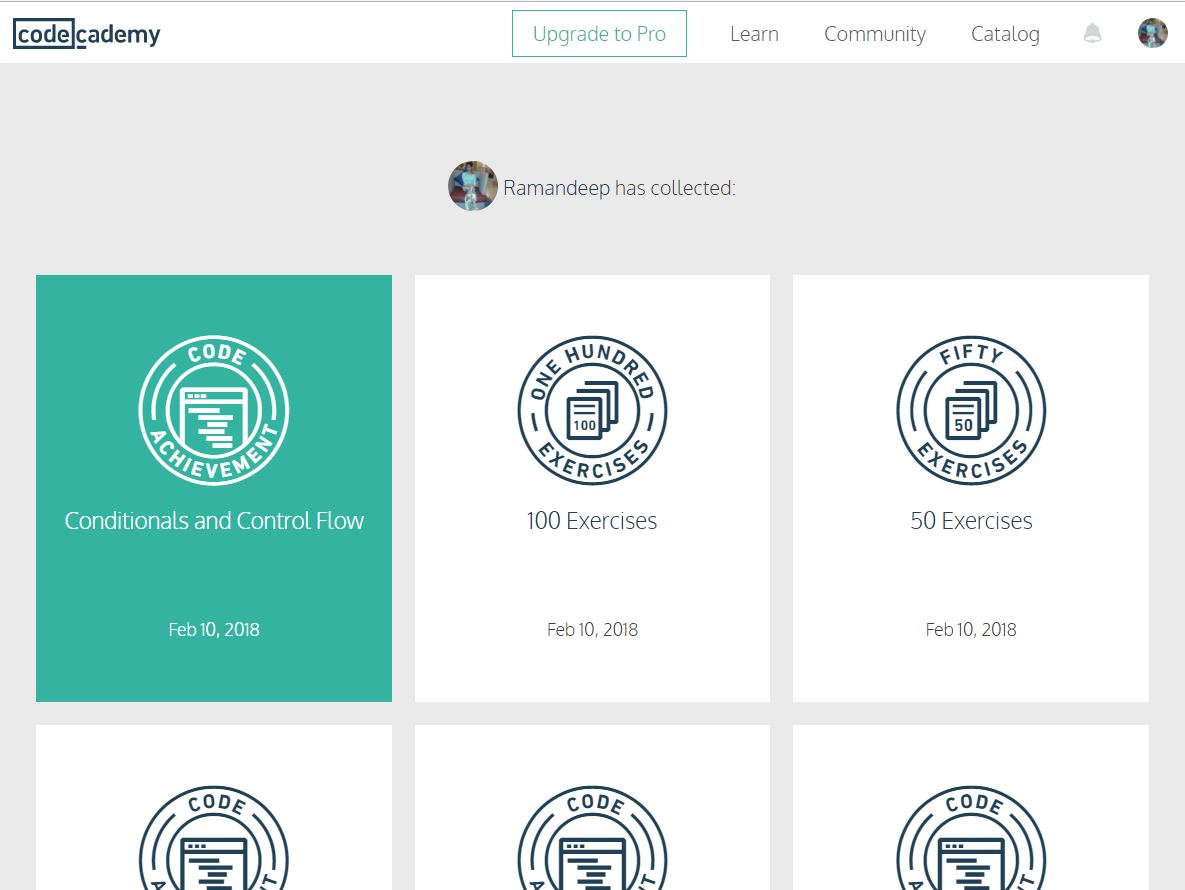 codecademy
Upgrade to Pro
Learn
Community
Catalog
Ramandeep has collected:
CODE ACHIEVEMENT
Conditionals and Control Flow
Feb 10, 2018
ONE HUNDRED EXERCISES
100
100 Exercises
Feb 10, 2018
FIFTY EXERCISES
50
50 Exercises
Feb 10, 2018
CODE
CODE
CODE